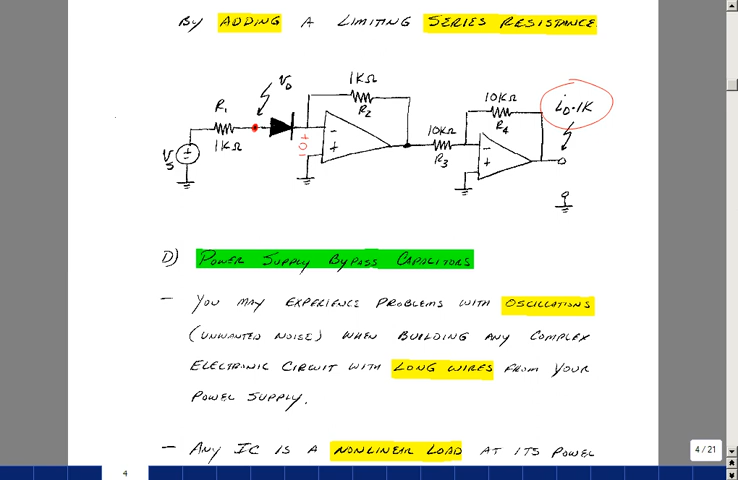 BY ADDING A LIMITING SERIES RESISTANCE.
V_D
1KΩ
R_2
R_1
1KΩ
V_S
+
-
+
+ 0 -
-
+
10KΩ
R_3
10KΩ
R_4
-
+
i_D·1K
D) POWER SUPPLY BYPASS CAPACITORS
- YOU MAY EXPERIENCE PROBLEMS WITH OSCILLATIONS
(UNWANTED NOISE) WHEN BUILDING ANY COMPLEX
ELECTRONIC CIRCUIT WITH LONG WIRES FROM YOUR
POWER SUPPLY.
- ANY IC IS A NONLINEAR LOAD AT ITS POWER
4 / 21
4